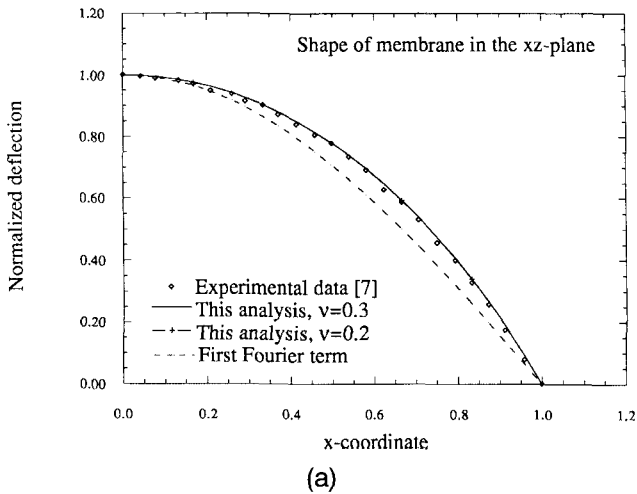 Shape of membrane in the xz-plane
Normalized deflection
1.20
1.00
0.80
0.60
0.40
0.20
0.00
Experimental data [7]
This analysis, ν=0.3
This analysis, ν=0.2
First Fourier term
0.0 0.2 0.4 0.6 0.8 1.0 1.2
x-coordinate
(a)